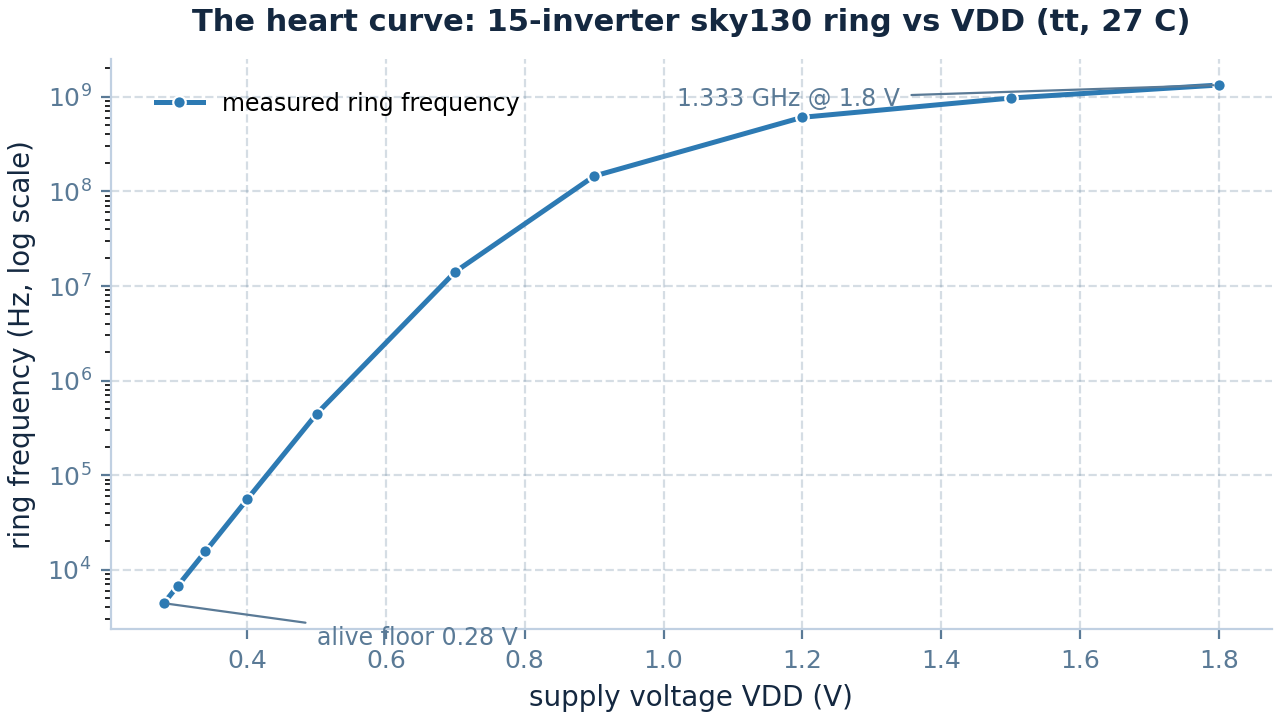 The heart curve: 15-inverter sky130 ring vs VDD (tt, 27 C)
ring frequency (Hz, log scale)
10⁹
10⁸
10⁷
10⁶
10⁵
10⁴
measured ring frequency
1.333 GHz @ 1.8 V
alive floor 0.28 V
0.4 0.6 0.8 1.0 1.2 1.4 1.6 1.8
supply voltage VDD (V)